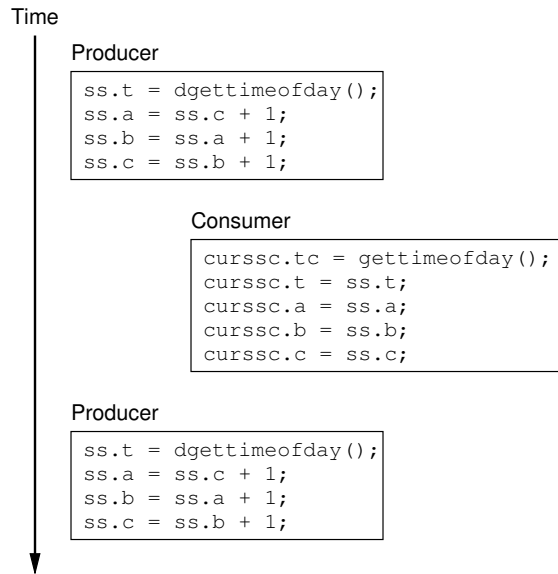 Time
Producer
ss.t = dgettimeofday();
ss.a = ss.c + 1;
ss.b = ss.a + 1;
ss.c = ss.b + 1;
Consumer
curssc.tc = gettimeofday();
curssc.t = ss.t;
curssc.a = ss.a;
curssc.b = ss.b;
curssc.c = ss.c;
Producer
ss.t = dgettimeofday();
ss.a = ss.c + 1;
ss.b = ss.a + 1;
ss.c = ss.b + 1;